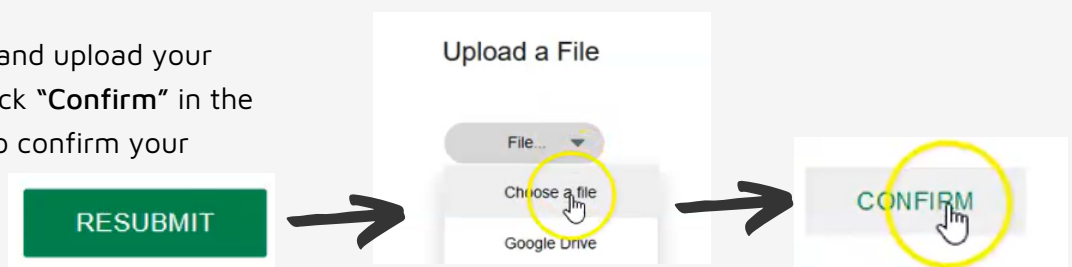 and upload your
ck “Confirm” in the
o confirm your
RESUBMIT
Upload a File
File...
Choose a file
Google Drive
CONFIRM